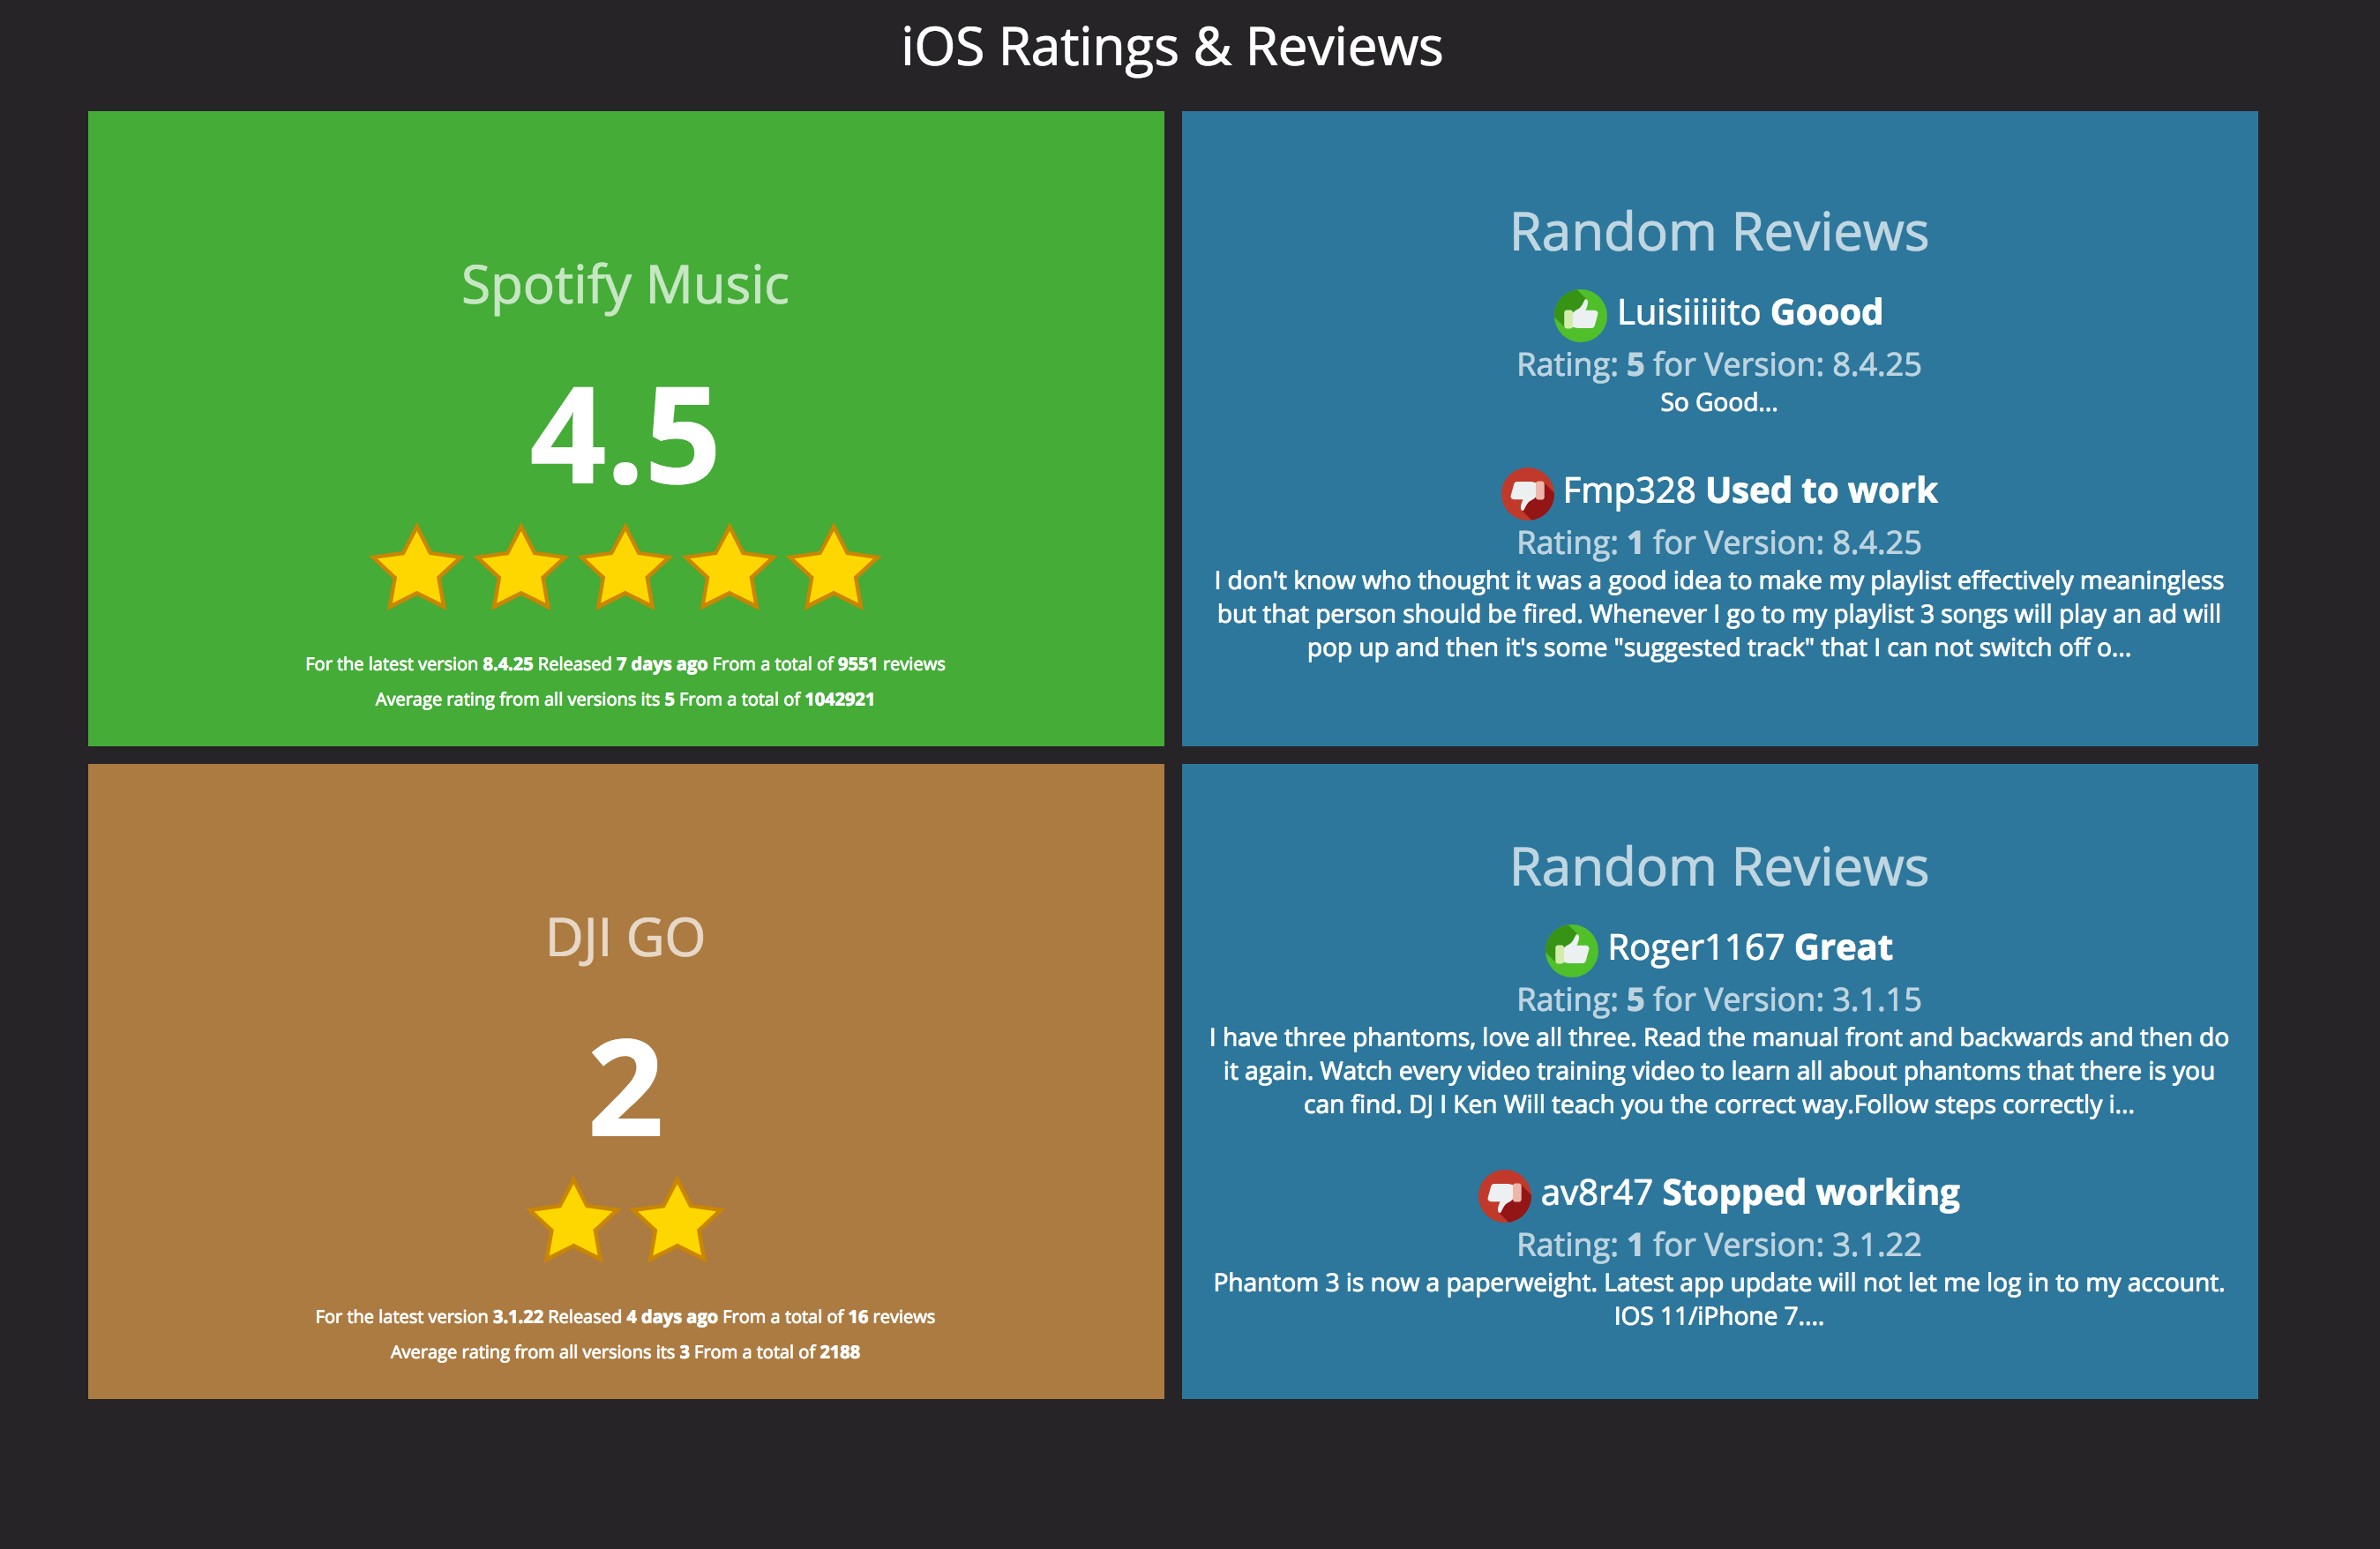 iOS Ratings & Reviews
Spotify Music
4.5
For the latest version 8.4.25 Released 7 days ago From a total of 9551 reviews
Average rating from all versions its 5 From a total of 1042921
Random Reviews
Luisiiiiito Goood
Rating: 5 for Version: 8.4.25
So Good...
Fmp328 Used to work
Rating: 1 for Version: 8.4.25
I don't know who thought it was a good idea to make my playlist effectively meaningless
but that person should be fired. Whenever I go to my playlist 3 songs will play an ad will
pop up and then it's some "suggested track" that I can not switch off o...
DJI GO
2
For the latest version 3.1.22 Released 4 days ago From a total of 16 reviews
Average rating from all versions its 3 From a total of 2188
Random Reviews
Roger1167 Great
Rating: 5 for Version: 3.1.15
I have three phantoms, love all three. Read the manual front and backwards and then do
it again. Watch every video training video to learn all about phantoms that there is you
can find. DJ I Ken Will teach you the correct way.Follow steps correctly i...
av8r47 Stopped working
Rating: 1 for Version: 3.1.22
Phantom 3 is now a paperweight. Latest app update will not let me log in to my account.
IOS 11/iPhone 7....